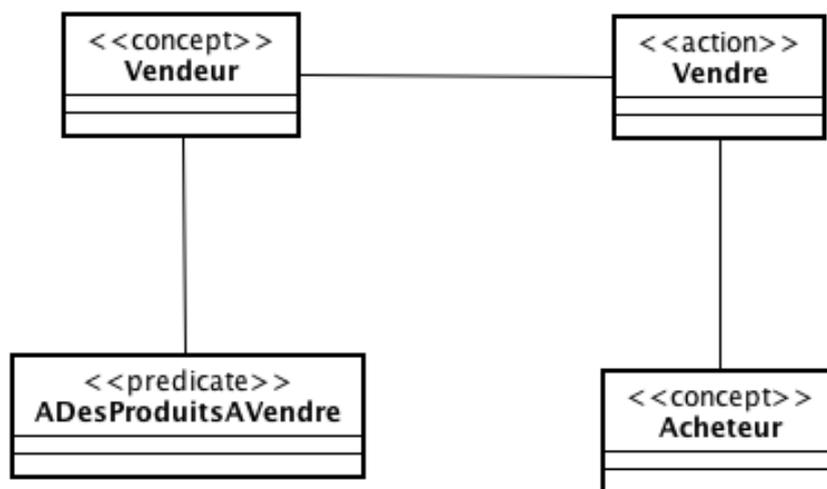 <<concept>>
Vendeur
<<action>>
Vendre
<<predicate>>
ADesProduitsAVendre
<<concept>>
Acheteur